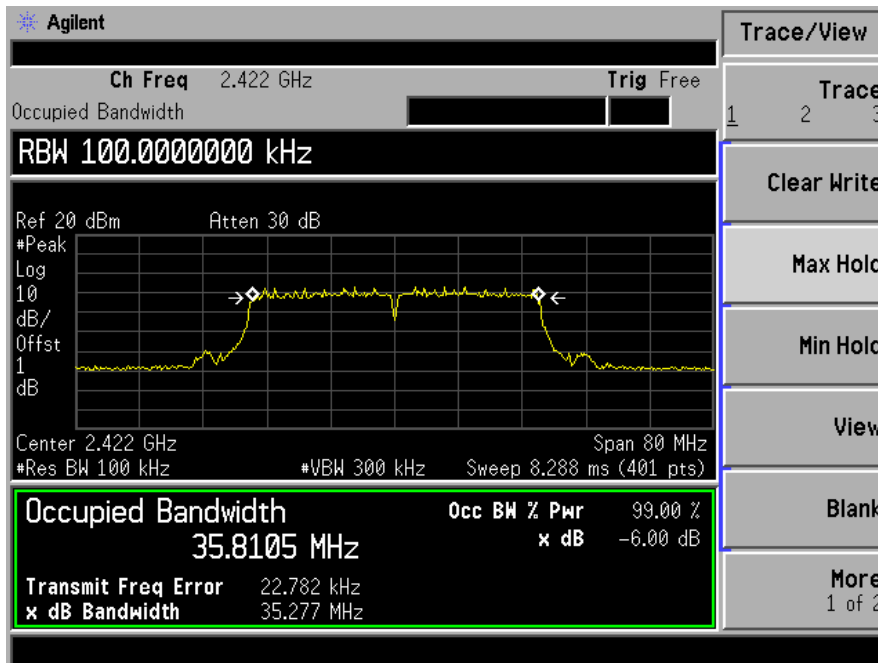 Agilent
Trace/View
Ch Freq 2.422 GHz Trig Free
Occupied Bandwidth
Trace
1 2 3
RBW 100.0000000 kHz
Clear Write
Ref 20 dBm Atten 30 dB
#Peak
Log
10
dB/
Offst
1
dB
Max Hold
Min Hold
View
Center 2.422 GHz Span 80 MHz
#Res BW 100 kHz #VBW 300 kHz Sweep 8.288 ms (401 pts)
Occupied Bandwidth Occ BW % Pwr 99.00 %
35.8105 MHz x dB -6.00 dB
Blank
Transmit Freq Error 22.782 kHz
x dB Bandwidth 35.277 MHz
More
1 of 2